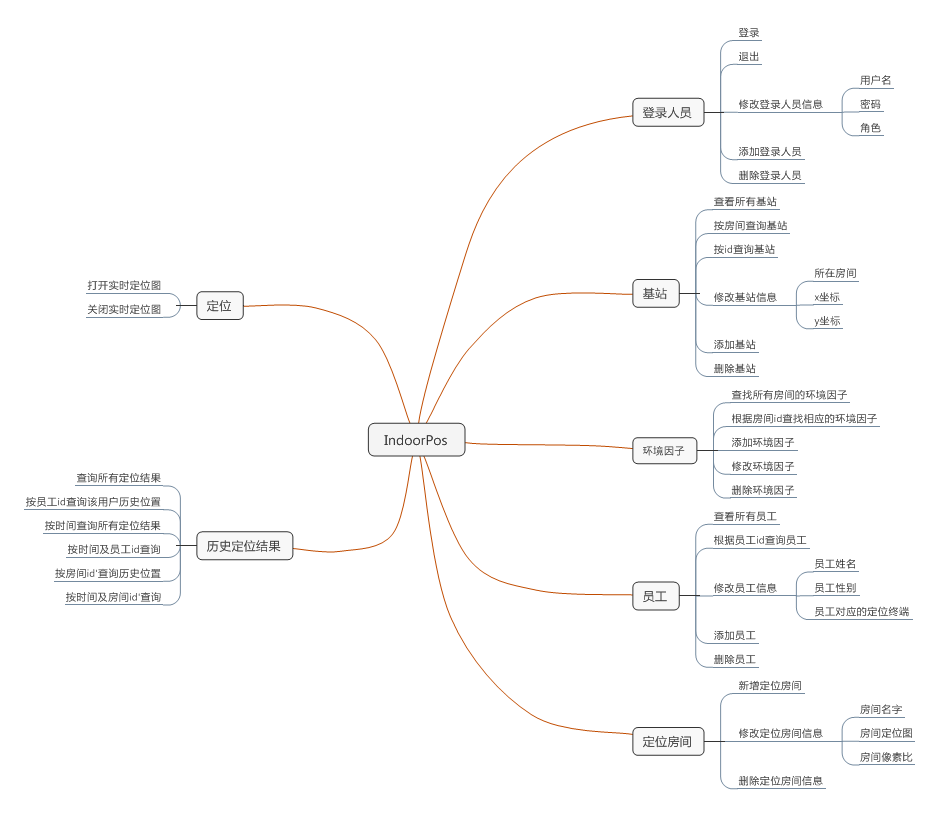 IndoorPos
登录人员
登录
退出
修改登录人员信息
用户名
密码
角色
添加登录人员
删除登录人员
基站
查看所有基站
按房间查询基站
按id查询基站
修改基站信息
所在房间
x坐标
y坐标
添加基站
删除基站
环境因子
查找所有房间的环境因子
根据房间id查找相应的环境因子
添加环境因子
修改环境因子
删除环境因子
员工
查看所有员工
根据员工id查询员工
修改员工信息
员工姓名
员工性别
员工对应的定位终端
添加员工
删除员工
定位房间
新增定位房间
修改定位房间信息
房间名字
房间定位图
房间像素比
删除定位房间信息
定位
打开实时定位图
关闭实时定位图
历史定位结果
查询所有定位结果
按员工id查询该用户历史位置
按时间查询所有定位结果
按时间及员工id查询
按房间id'查询历史位置
按时间及房间id'查询